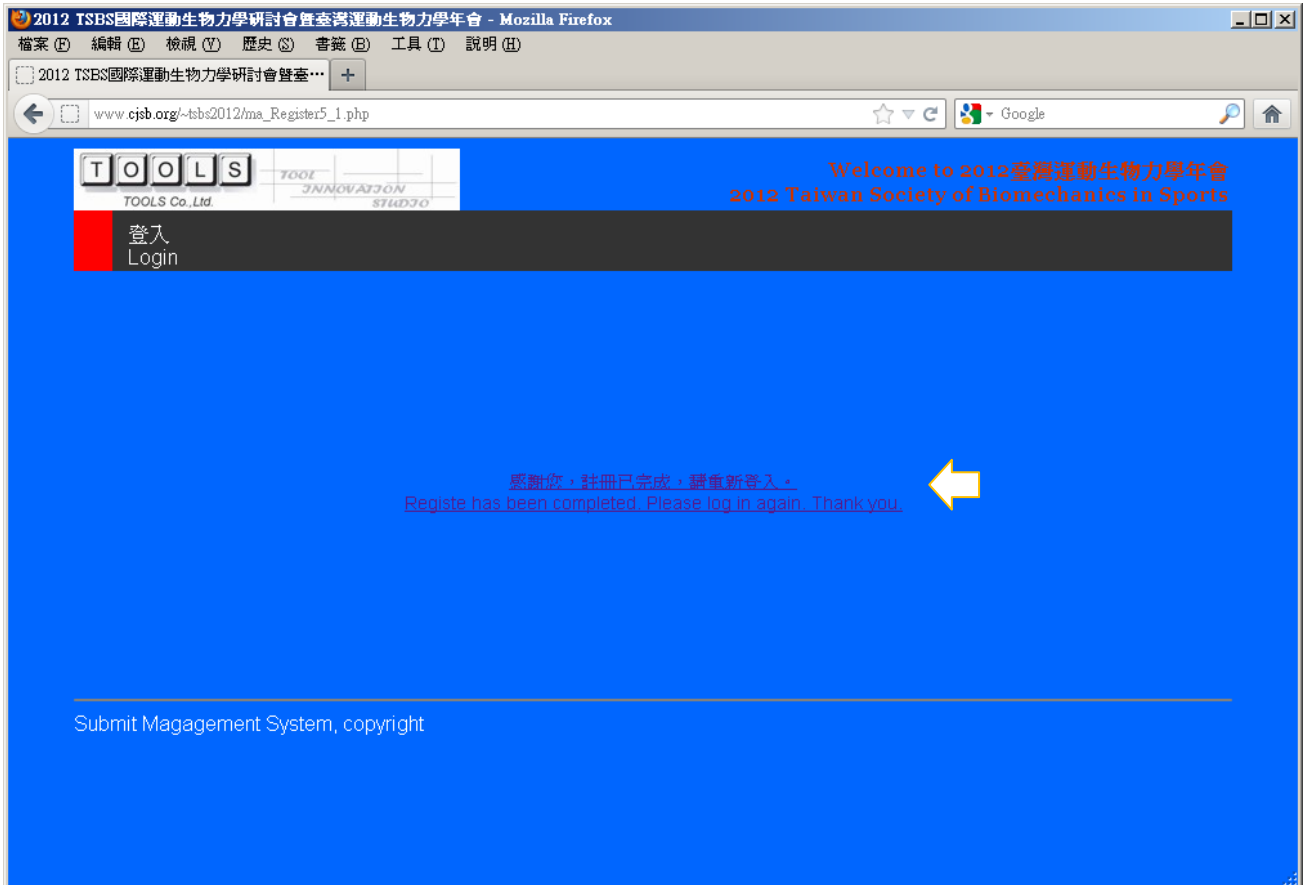 2012 TSBS國際運動生物力學研討會暨臺灣運動生物力學年會 - Mozilla Firefox
檔案(F) 編輯(E) 檢視(V) 歷史(S) 書籤(B) 工具(T) 說明(H)
2012 TSBS國際運動生物力學研討會暨臺…
www.cjsb.org/~tsbs2012/ma_Register5_1.php
Google
TOOLS
TOOLS Co.,Ltd.
TOOL
INNOVATION
STUDIO
Welcome to 2012臺灣運動生物力學年會
2012 Taiwan Society of Biomechanics in Sports
登入
Login
感謝您，註冊已完成，請重新登入。
Registe has been completed. Please log in again. Thank you.
Submit Magagement System, copyright